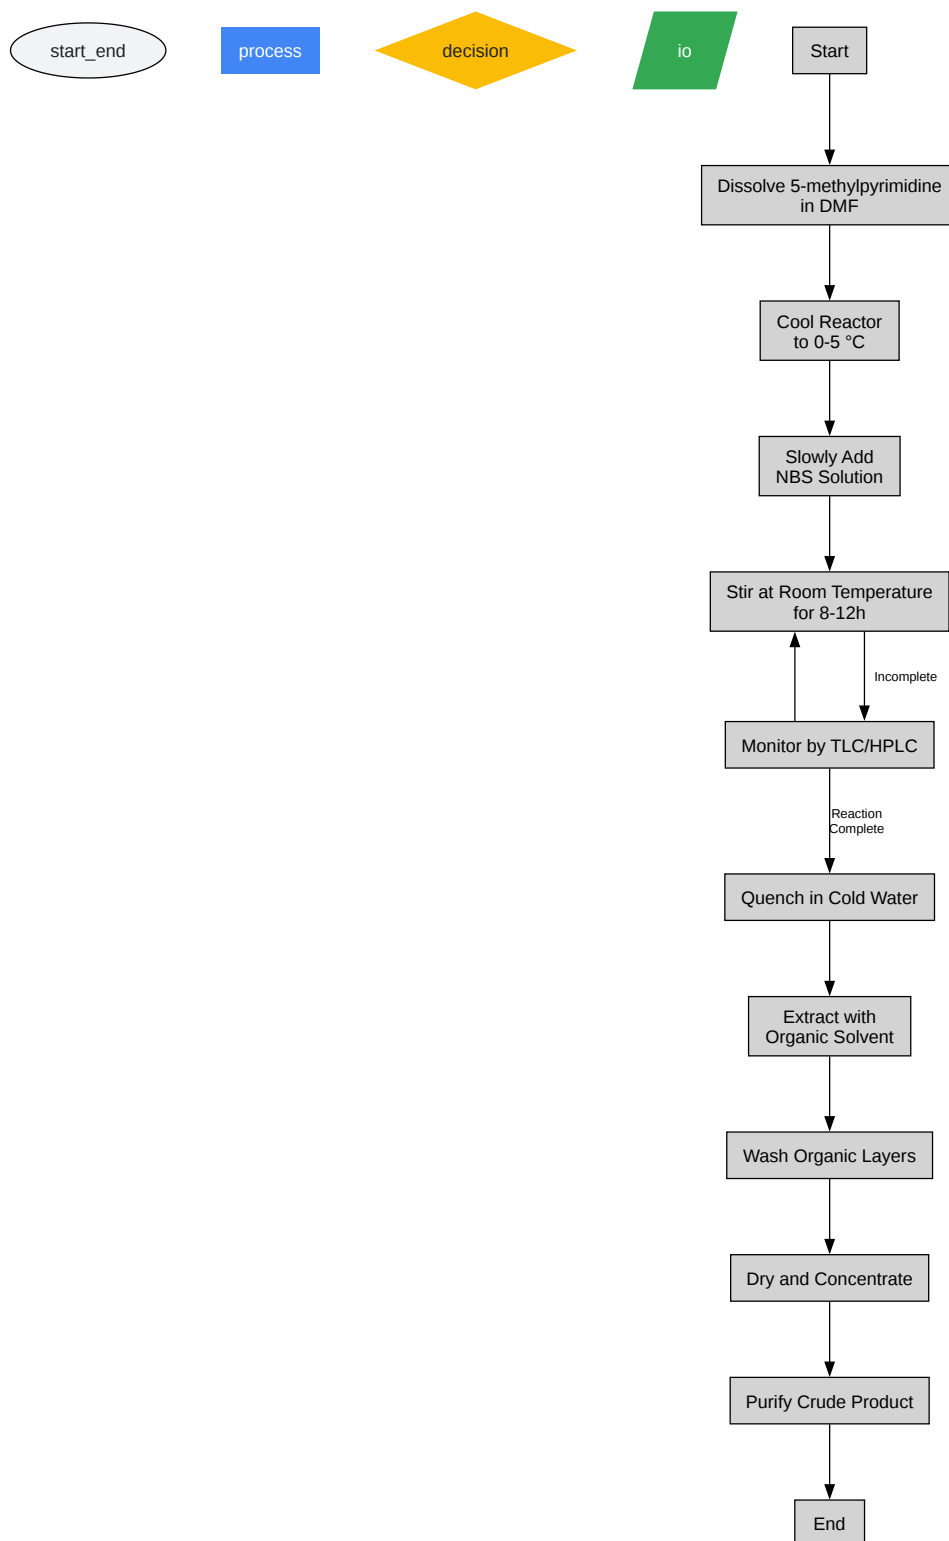 start_end
process
decision
io
Start
Dissolve 5-methylpyrimidine
in DMF
Cool Reactor
to 0-5 °C
Slowly Add
NBS Solution
Stir at Room Temperature
for 8-12h
Incomplete
Monitor by TLC/HPLC
Reaction
Complete
Quench in Cold Water
Extract with
Organic Solvent
Wash Organic Layers
Dry and Concentrate
Purify Crude Product
End